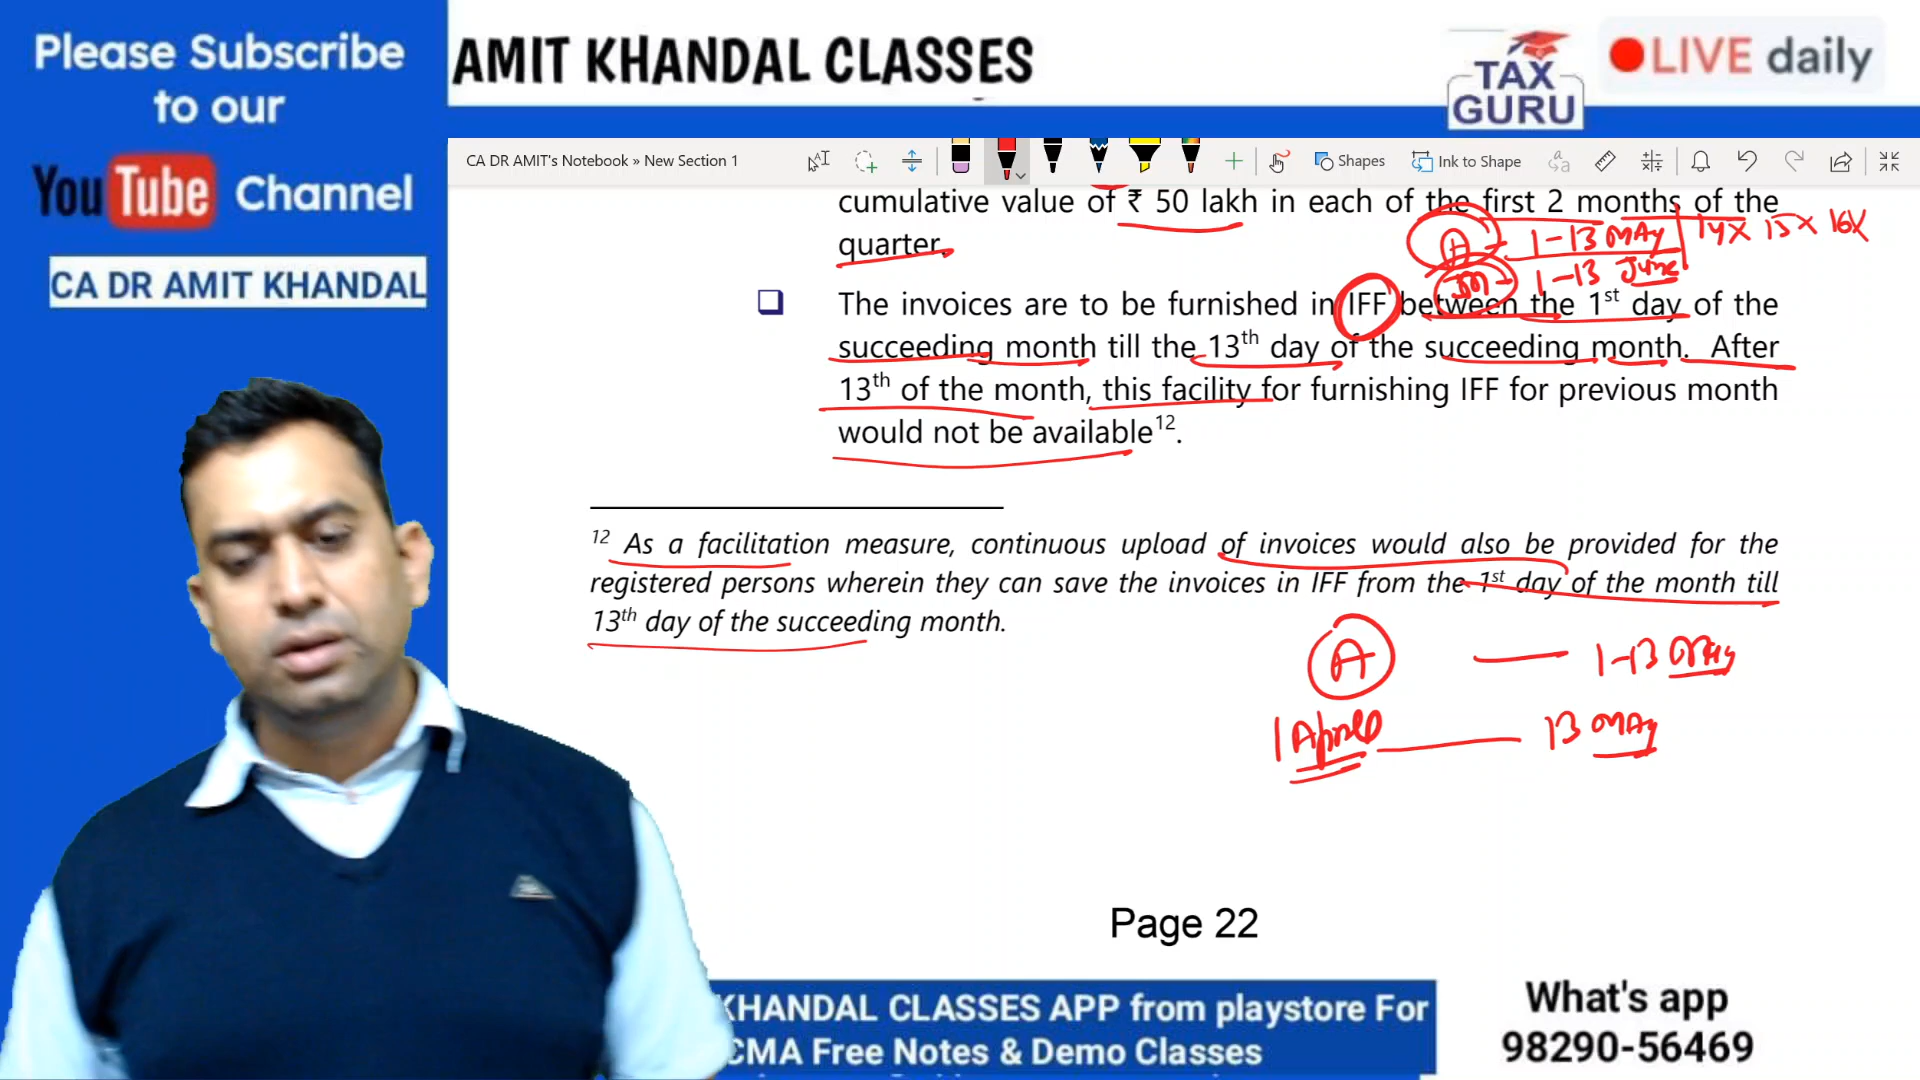 Please Subscribe
to our
YouTube Channel
CA DR AMIT KHANDAL
AMIT KHANDAL CLASSES
TAX
GURU
LIVE daily
CA DR AMIT's Notebook » New Section 1
Shapes
Ink to Shape
cumulative value of ₹ 50 lakh in each of the first 2 months of the
quarter.
A - 1-13 MAy 14X 15X 16X
1-13 June
❑ The invoices are to be furnished in IFF between the 1st day of the
succeeding month till the 13th day of the succeeding month. After
13th of the month, this facility for furnishing IFF for previous month
would not be available12.
12 As a facilitation measure, continuous upload of invoices would also be provided for the
registered persons wherein they can save the invoices in IFF from the 1st day of the month till
13th day of the succeeding month.
A — 1-13 MAy
1 April — 13 MAy
Page 22
KHANDAL CLASSES APP from playstore For
CMA Free Notes & Demo Classes
What's app
98290-56469